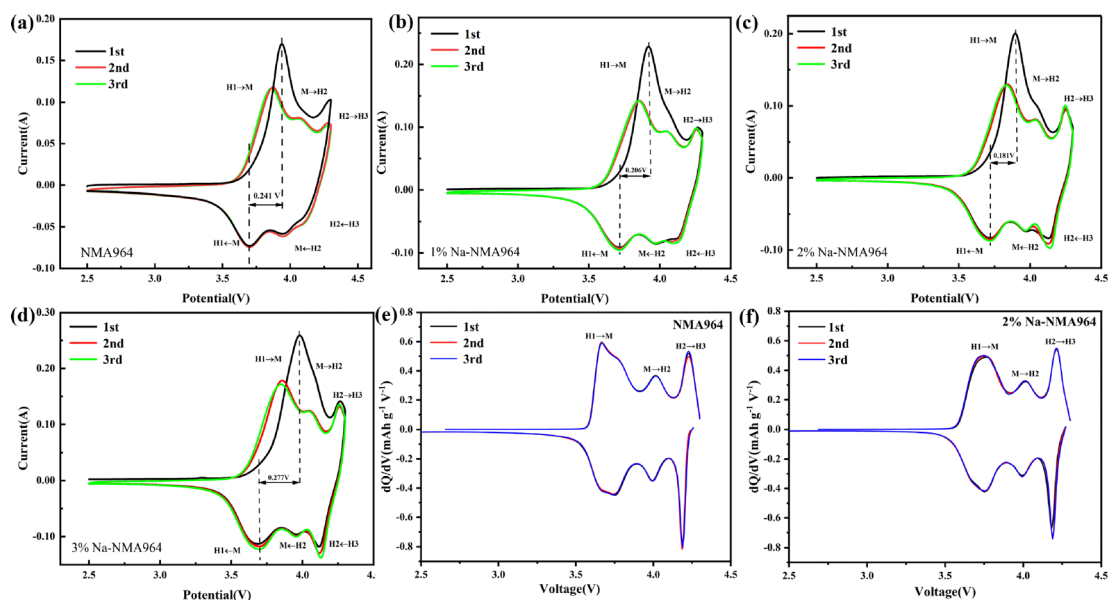 (a)
1st
2nd
3rd
H1→M
M→H2
H2→H3
0.241 V
H1←M
M←H2
H2←H3
NMA964
Current(A)
0.20
0.15
0.10
0.05
0.00
-0.05
-0.10
2.5 3.0 3.5 4.0 4.5
Potential(V)
(b)
1st
2nd
3rd
H1→M
M→H2
H2→H3
0.206V
H1←M
M←H2
H2←H3
1% Na-NMA964
Current(A)
0.20
0.10
0.00
-0.10
2.5 3.0 3.5 4.0 4.5
Potential(V)
(c)
1st
2nd
3rd
H1→M
M→H2
H2→H3
0.181V
H1←M
M←H2
H2←H3
2% Na-NMA964
Current(A)
0.20
0.10
0.00
-0.10
2.5 3.0 3.5 4.0 4.5
Potential(V)
(d)
1st
2nd
3rd
H1→M
M→H2
H2→H3
0.277V
H1←M
M←H2
H2←H3
3% Na-NMA964
Current(A)
0.30
0.20
0.10
0.00
-0.10
2.5 3.0 3.5 4.0 4.
Potential(V)
(e)
NMA964
1st
2nd
3rd
H1→M
M→H2
H2→H3
dQ/dV(mAh g⁻¹ V⁻¹)
0.8
0.6
0.4
0.2
0.0
-0.2
-0.4
-0.6
-0.8
2.5 3.0 3.5 4.0 4.5
Voltage(V)
(f)
2% Na-NMA964
1st
2nd
3rd
H1→M
M→H2
H2→H3
dQ/dV(mAh g⁻¹ V⁻¹)
0.8
0.6
0.4
0.2
0.0
-0.2
-0.4
-0.6
-0.8
2.5 3.0 3.5 4.0 4.5
Voltage(V)